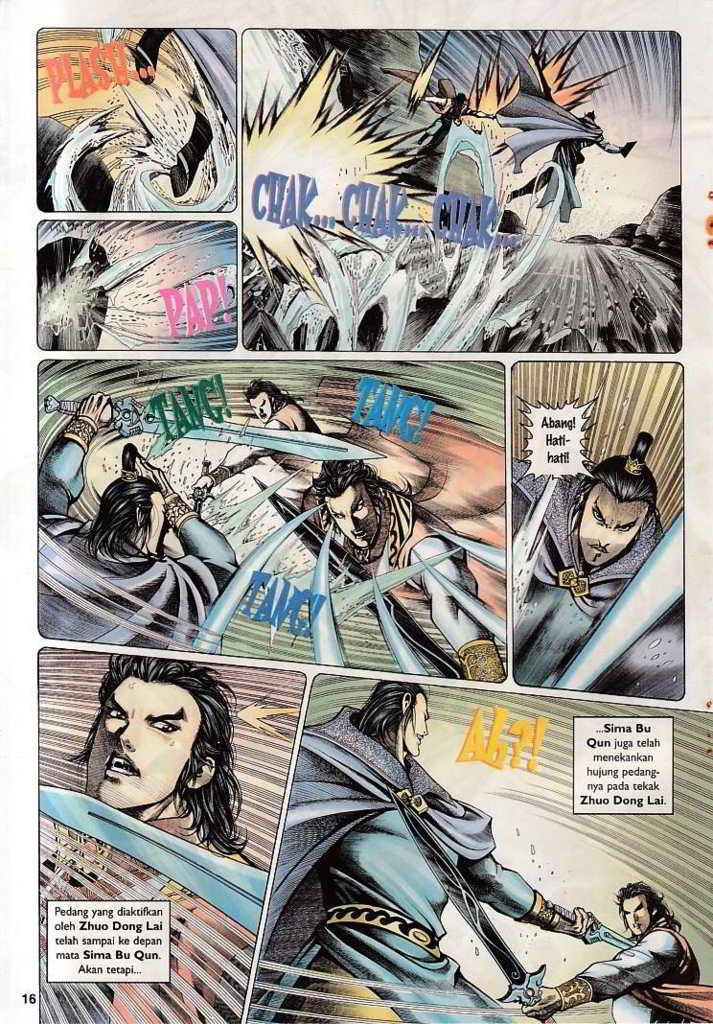 PLASH...
CHAK... CHAK... CHAK...
PAP!
TANG!
TANG!
TANG!
Abang!
Hati-
hati!
Ah?!
...Sima Bu
Qun juga telah
menekankan
hujung pedang-
nya pada tekak
Zhuo Dong Lai.
Pedang yang diaktifkan
oleh Zhuo Dong Lai
telah sampai ke depan
mata Sima Bu Qun.
Akan tetapi...
16